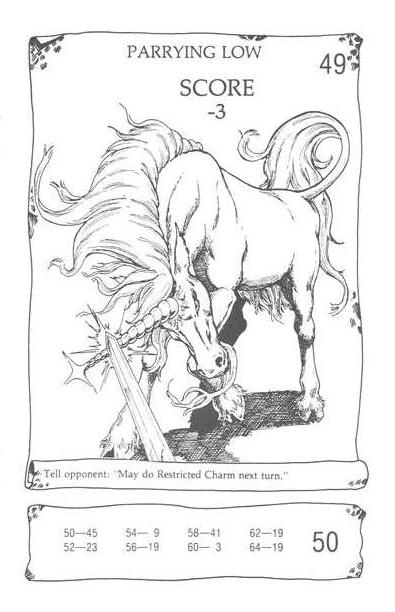 PARRYING LOW
49
SCORE
-3
Tell opponent: "May do Restricted Charm next turn."
50—45 54— 9 58—41 62—19
52—23 56—19 60— 3 64—19
50